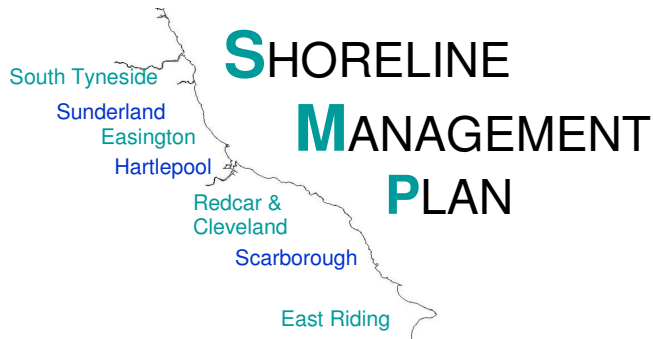 SHORELINE
MANAGEMENT
PLAN
South Tyneside
Sunderland
Easington
Hartlepool
Redcar &
Cleveland
Scarborough
East Riding